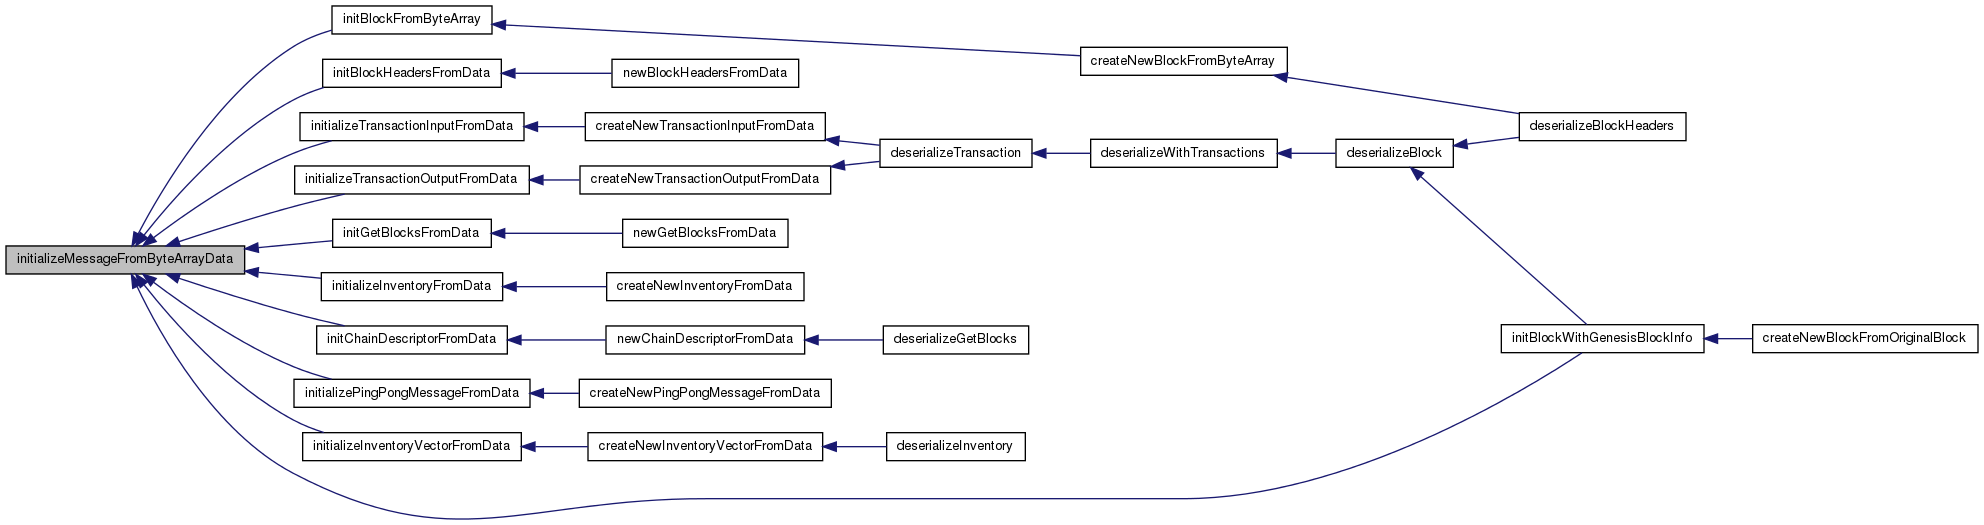 initBlockFromByteArray
createNewBlockFromByteArray
initBlockHeadersFromData
newBlockHeadersFromData
initializeTransactionInputFromData
createNewTransactionInputFromData
deserializeBlockHeaders
deserializeTransaction
deserializeWithTransactions
deserializeBlock
initializeTransactionOutputFromData
createNewTransactionOutputFromData
initGetBlocksFromData
newGetBlocksFromData
initializeMessageFromByteArrayData
initializeInventoryFromData
createNewInventoryFromData
initChainDescriptorFromData
newChainDescriptorFromData
deserializeGetBlocks
initBlockWithGenesisBlockInfo
createNewBlockFromOriginalBlock
initializePingPongMessageFromData
createNewPingPongMessageFromData
initializeInventoryVectorFromData
createNewInventoryVectorFromData
deserializeInventory